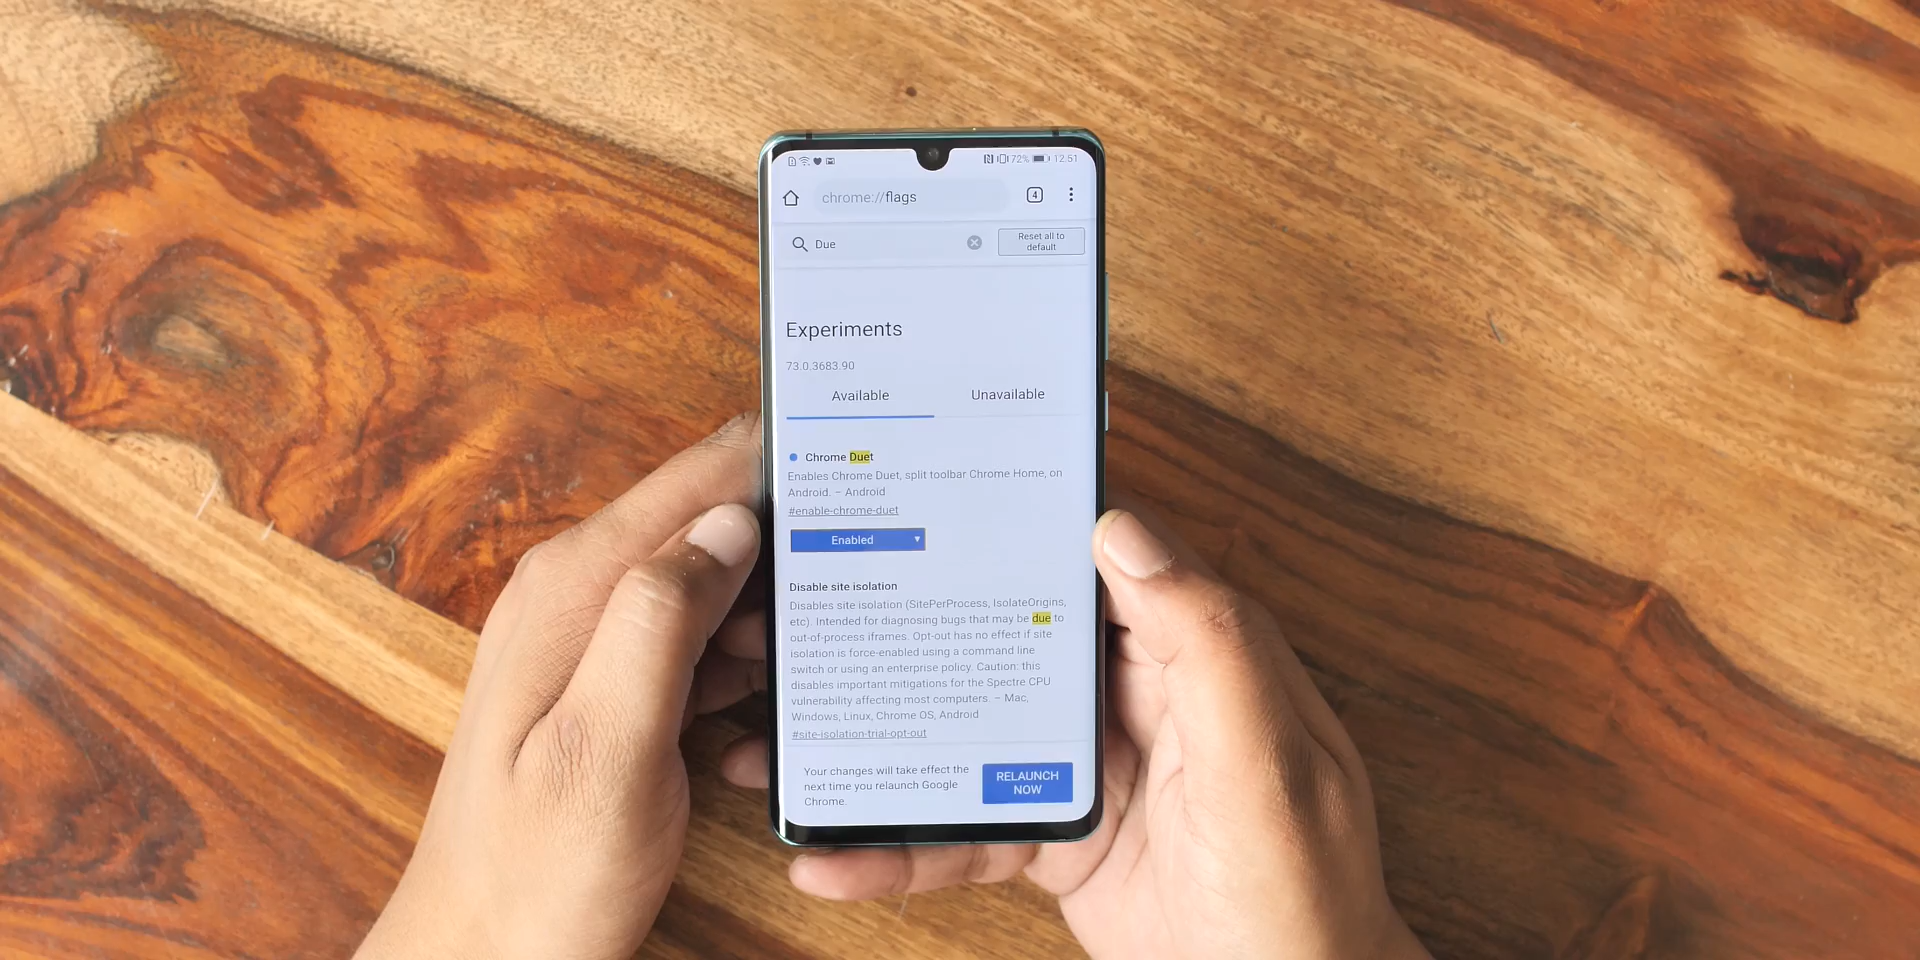 72% 12.51
chrome://flags
4
Due
Reset all to
default
Experiments
73.0.3683.90
Available Unavailable
Chrome Duet
Enables Chrome Duet, split toolbar Chrome Home, on
Android. – Android
#enable-chrome-duet
Enabled
Disable site isolation
Disables site isolation (SitePerProcess, IsolateOrigins,
etc). Intended for diagnosing bugs that may be due to
out-of-process iframes. Opt-out has no effect if site
isolation is force-enabled using a command line
switch or using an enterprise policy. Caution: this
disables important mitigations for the Spectre CPU
vulnerability affecting most computers. – Mac,
Windows, Linux, Chrome OS, Android
#site-isolation-trial-opt-out
Your changes will take effect the
next time you relaunch Google
Chrome.
RELAUNCH
NOW